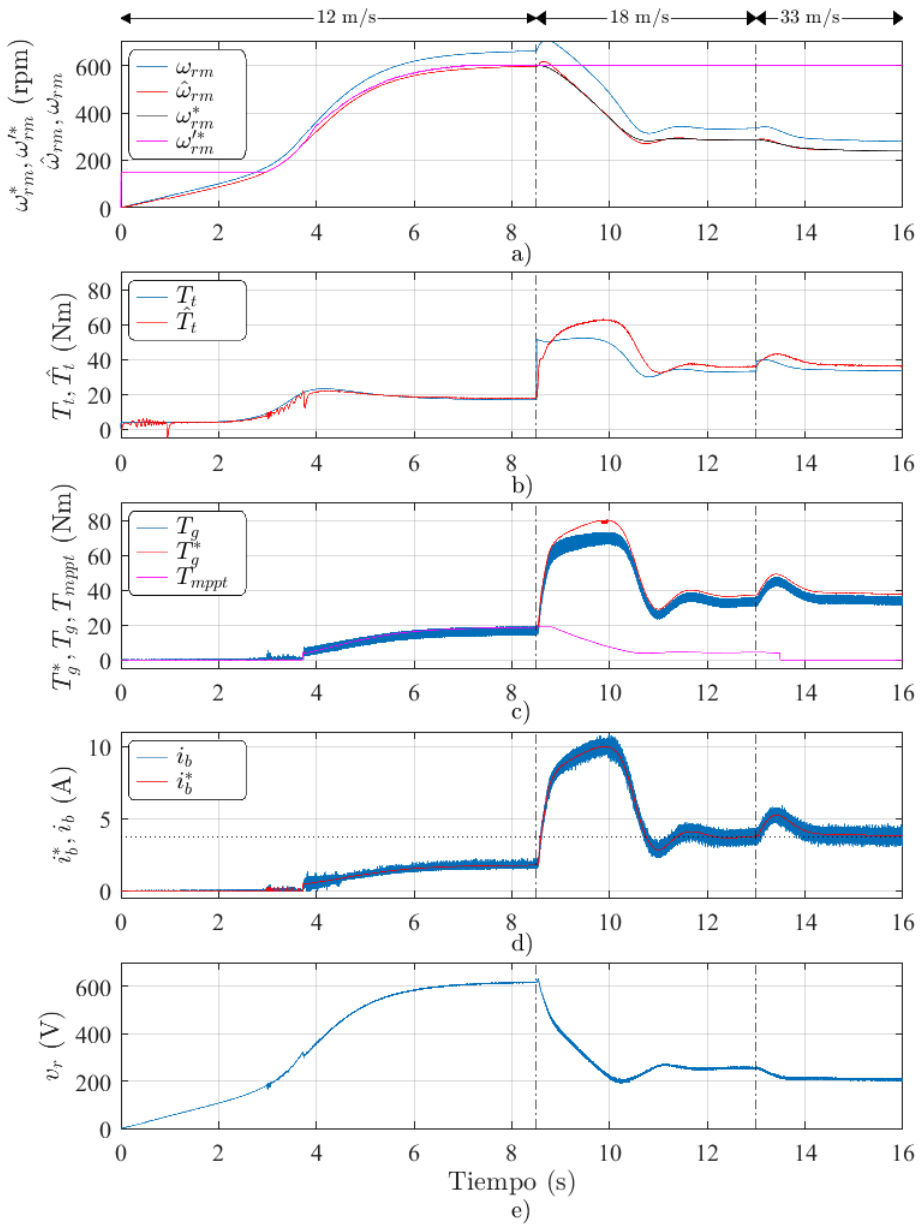 12 m/s 18 m/s 33 m/s
ω*rm, ω′*rm (rpm)
ω̂rm, ωrm
600
400
200
0
ωrm
ω̂rm
ω*rm
ω′*rm
0 2 4 6 8 10 12 14 16
a)
Tt, T̂t (Nm)
80
60
40
20
0
Tt
T̂t
0 2 4 6 8 10 12 14 16
b)
T*g, Tg, Tmppt (Nm)
80
60
40
20
0
Tg
T*g
Tmppt
0 2 4 6 8 10 12 14 16
c)
i*b, ib (A)
10
5
0
ib
i*b
0 2 4 6 8 10 12 14 16
d)
vr (V)
600
400
200
0
0 2 4 6 8 10 12 14 16
Tiempo (s)
e)